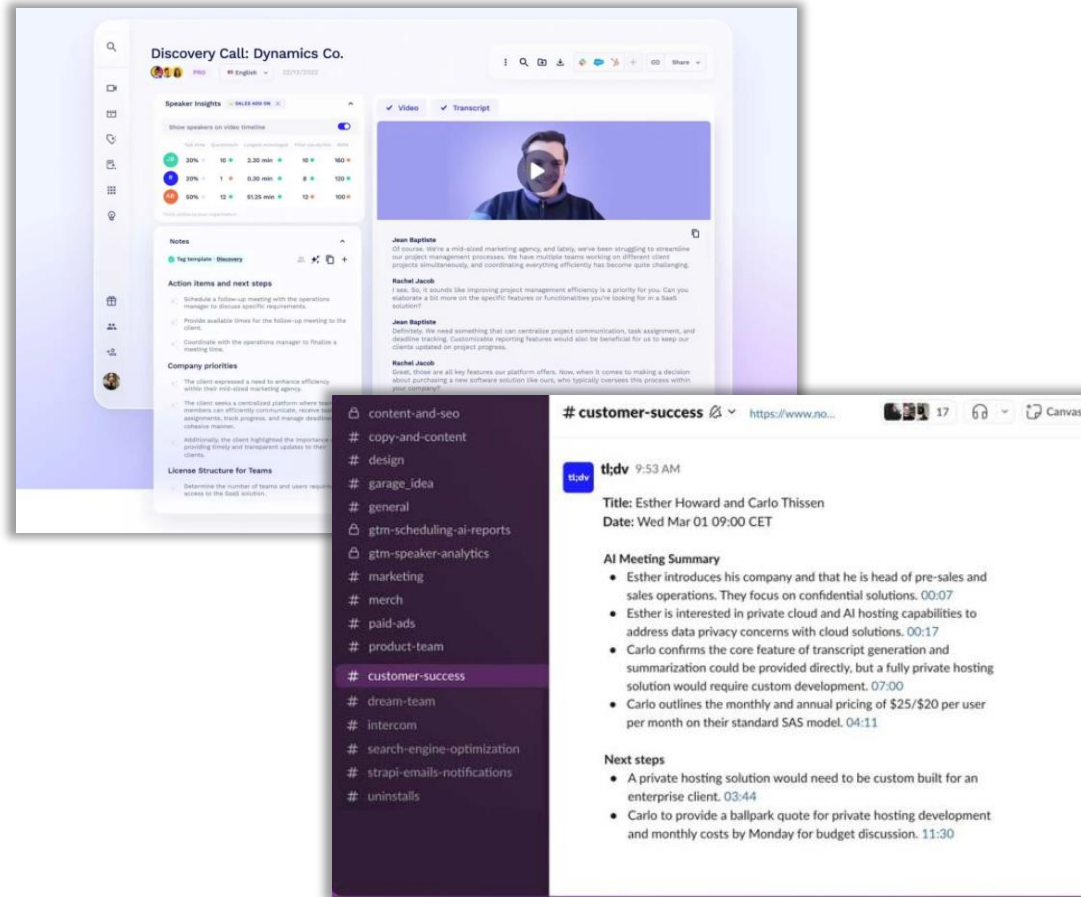 Discovery Call: Dynamics Co.
PRO English 22/12/2022
Share
Speaker Insights SALES ADD-ON
Show speakers on video timeline
JB 30% 10 2.30 min 10 160
R 20% 1 0.30 min 8 120
AB 50% 12 51.25 min 12 100
Notes
Tag template · Discovery
Action items and next steps
Schedule a follow-up meeting with the operations
manager to discuss specific requirements.
Provide available times for the follow-up meeting to the
client.
Coordinate with the operations manager to finalize a
meeting time.
Company priorities
The client expressed a need to enhance efficiency
within their mid-sized marketing agency.
The client seeks a centralized platform where team
members can efficiently communicate, receive
assignments, track progress, and manage
cohesive manner.
Additionally, the client highlighted the importance
providing timely and transparent updates to their
clients.
License Structure for Teams
Determine the number of teams and users
access to the SaaS solution.
Video Transcript
Jean Baptiste
Of course. We're a mid-sized marketing agency, and lately, we've been struggling to streamline
our project management processes. We have multiple teams working on different client
projects simultaneously, and coordinating everything efficiently has become quite challenging.
Rachel Jacob
I see. So, it sounds like improving project management efficiency is a priority for you. Can you
elaborate a bit more on the specific features or functionalities you're looking for in a SaaS
solution?
Jean Baptiste
Definitely. We need something that can centralize project communication, task assignment, and
deadline tracking. Customizable reporting features would also be beneficial for us to keep our
clients updated on project progress.
Rachel Jacob
Great, those are all key features our platform offers. Now, when it comes to making a decision
about purchasing a new software solution like ours, who typically oversees this process within
your company?
content-and-seo
# copy-and-content
# design
# garage_idea
# general
gtm-scheduling-ai-reports
gtm-speaker-analytics
# marketing
# merch
# paid-ads
# product-team
# customer-success
# dream-team
# intercom
# search-engine-optimization
# strapi-emails-notifications
# uninstalls
# customer-success https://www.no... 17 Canvas
tl;dv
tl;dv 9:53 AM
Title: Esther Howard and Carlo Thissen
Date: Wed Mar 01 09:00 CET
AI Meeting Summary
• Esther introduces his company and that he is head of pre-sales and
sales operations. They focus on confidential solutions. 00:07
• Esther is interested in private cloud and AI hosting capabilities to
address data privacy concerns with cloud solutions. 00:17
• Carlo confirms the core feature of transcript generation and
summarization could be provided directly, but a fully private hosting
solution would require custom development. 07:00
• Carlo outlines the monthly and annual pricing of $25/$20 per user
per month on their standard SAS model. 04:11
Next steps
• A private hosting solution would need to be custom built for an
enterprise client. 03:44
• Carlo to provide a ballpark quote for private hosting development
and monthly costs by Monday for budget discussion. 11:30